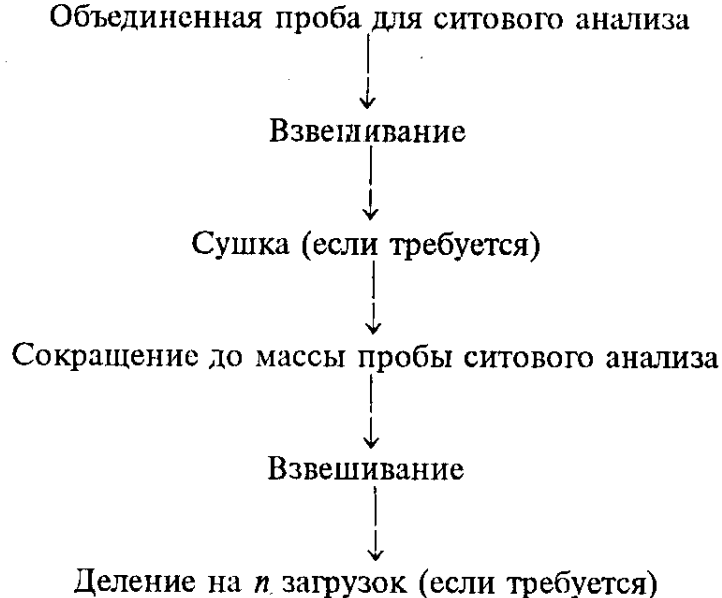 Объединенная проба для ситового анализа
Взвешивание
Сушка (если требуется)
Сокращение до массы пробы ситового анализа
Взвешивание
Деление на n загрузок (если требуется)